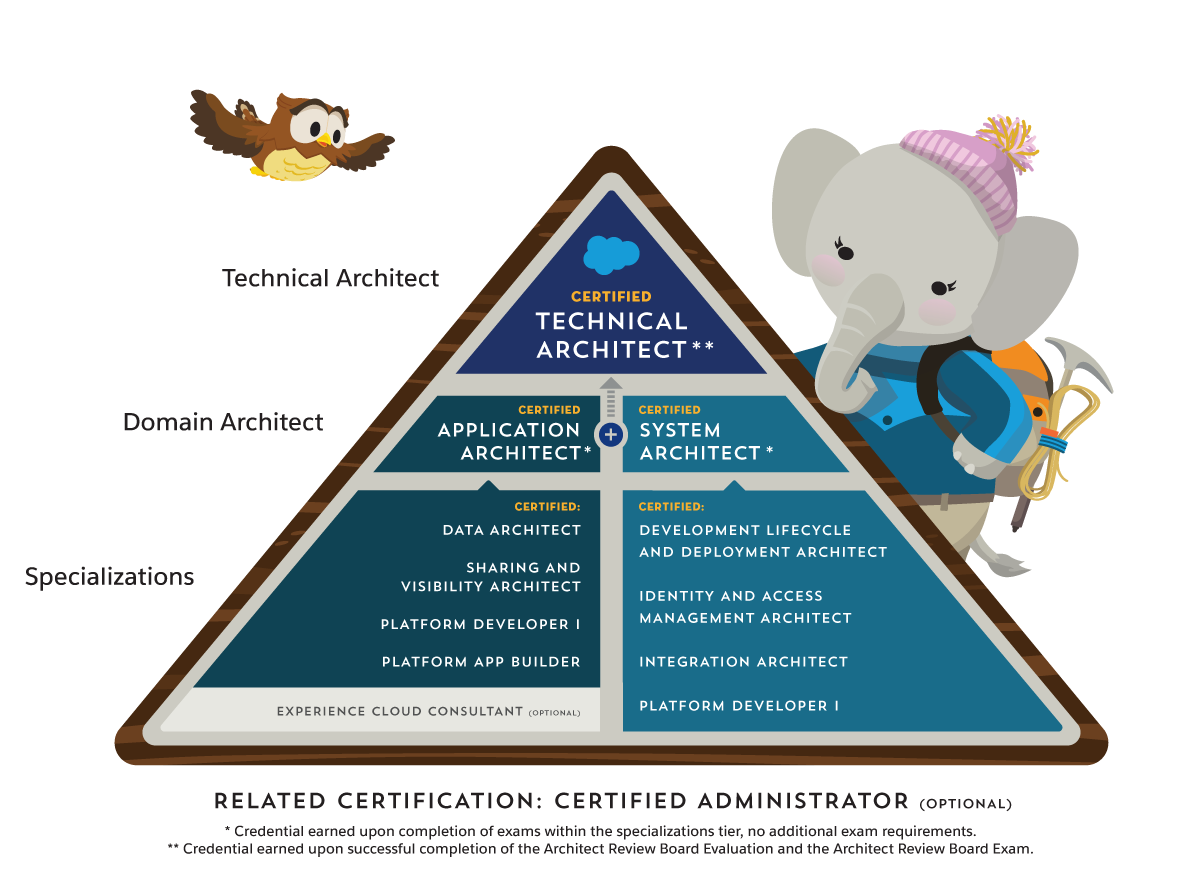 Technical Architect
CERTIFIED
TECHNICAL
ARCHITECT**
Domain Architect
CERTIFIED
APPLICATION
ARCHITECT*
+
CERTIFIED
SYSTEM
ARCHITECT*
Specializations
CERTIFIED:
DATA ARCHITECT
SHARING AND
VISIBILITY ARCHITECT
PLATFORM DEVELOPER I
PLATFORM APP BUILDER
EXPERIENCE CLOUD CONSULTANT (OPTIONAL)
CERTIFIED:
DEVELOPMENT LIFECYCLE
AND DEPLOYMENT ARCHITECT
IDENTITY AND ACCESS
MANAGEMENT ARCHITECT
INTEGRATION ARCHITECT
PLATFORM DEVELOPER I
RELATED CERTIFICATION: CERTIFIED ADMINISTRATOR (OPTIONAL)
* Credential earned upon completion of exams within the specializations tier, no additional exam requirements.
** Credential earned upon successful completion of the Architect Review Board Evaluation and the Architect Review Board Exam.